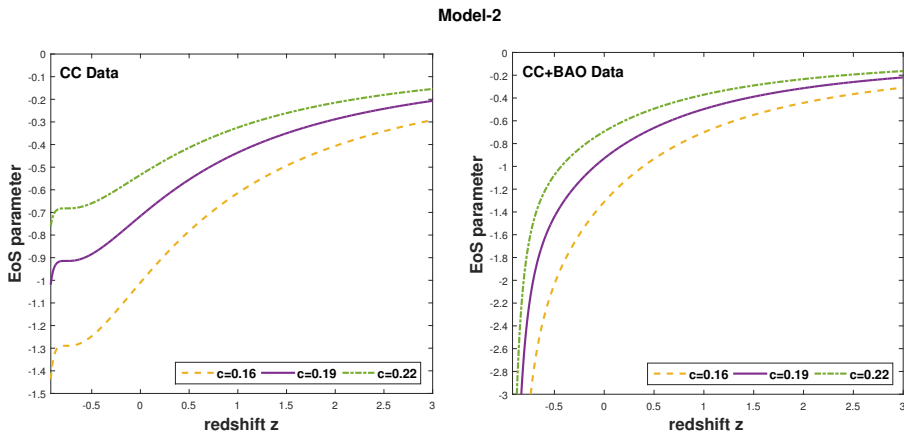 Model-2
CC Data
0
-0.1
-0.2
-0.3
-0.4
-0.5
-0.6
-0.7
-0.8
-0.9
-1
-1.1
-1.2
-1.3
-1.4
-1.5
EoS parameter
-0.5 0 0.5 1 1.5 2 2.5 3
redshift z
c=0.16 c=0.19 c=0.22
CC+BAO Data
0
-0.2
-0.4
-0.6
-0.8
-1
-1.2
-1.4
-1.6
-1.8
-2
-2.2
-2.4
-2.6
-2.8
-3
EoS parameter
-0.5 0 0.5 1 1.5 2 2.5 3
redshift z
c=0.16 c=0.19 c=0.22